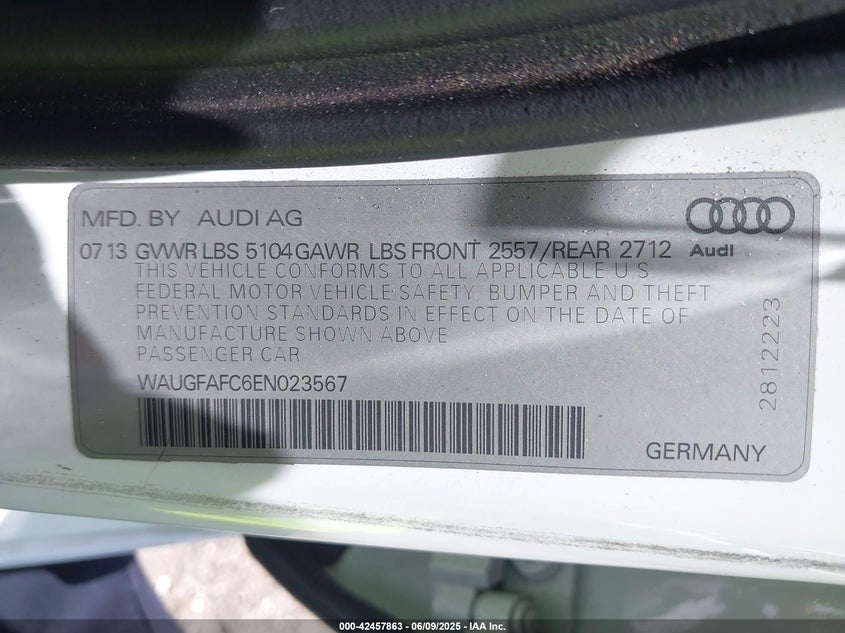 MFD. BY AUDI AG
07 13 GVWR LBS 5104 GAWR LBS FRONT 2557/REAR 2712
Audi
THIS VEHICLE CONFORMS TO ALL APPLICABLE U.S.
FEDERAL MOTOR VEHICLE SAFETY, BUMPER AND THEFT
PREVENTION STANDARDS IN EFFECT ON THE DATE OF
MANUFACTURE SHOWN ABOVE
PASSENGER CAR
WAUGFAFC6EN023567
2812223
GERMANY
000-42457863 - 06/09/2025 - IAA Inc.